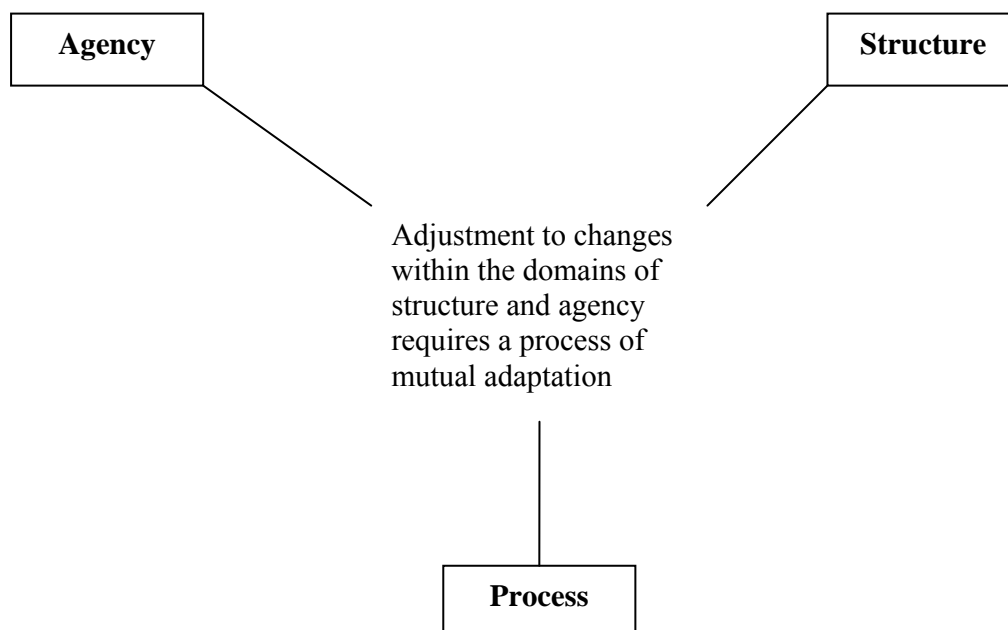 Agency
Structure
Adjustment to changes
within the domains of
structure and agency
requires a process of
mutual adaptation
Process